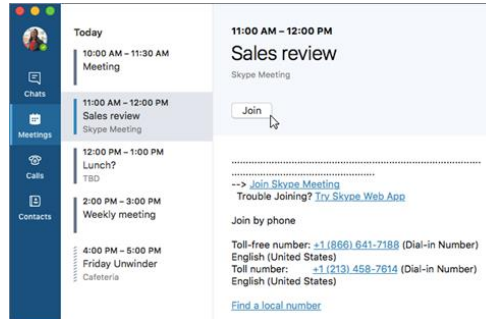 Chats
Meetings
Calls
Contacts
Today
10:00 AM – 11:30 AM
Meeting
11:00 AM – 12:00 PM
Sales review
Skype Meeting
12:00 PM – 1:00 PM
Lunch?
TBD
2:00 PM – 3:00 PM
Weekly meeting
4:00 PM – 5:00 PM
Friday Unwinder
Cafeteria
11:00 AM – 12:00 PM
Sales review
Skype Meeting
Join
.........................................................................................
....................................................
--> Join Skype Meeting
Trouble Joining? Try Skype Web App
Join by phone
Toll-free number: +1 (866) 641-7188 (Dial-in Number)
English (United States)
Toll number: +1 (213) 458-7614 (Dial-in Number)
English (United States)
Find a local number